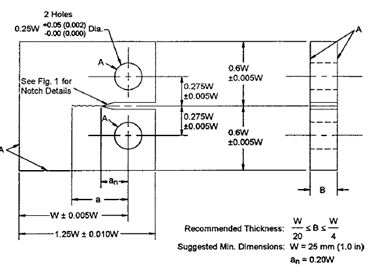 2 Holes
0.25W +0.05 (0.002) -0.00 (0.000) Dia.
A
A
0.6W
±0.005W
See Fig. 1 for
Notch Details
0.275W
±0.005W
A
0.275W
±0.005W
0.6W
±0.005W
A
aₙ
a
B
W ± 0.005W
1.25W ± 0.010W
Recommended Thickness: W/20 ≤ B ≤ W/4
Suggested Min. Dimensions: W = 25 mm (1.0 in)
aₙ = 0.20W